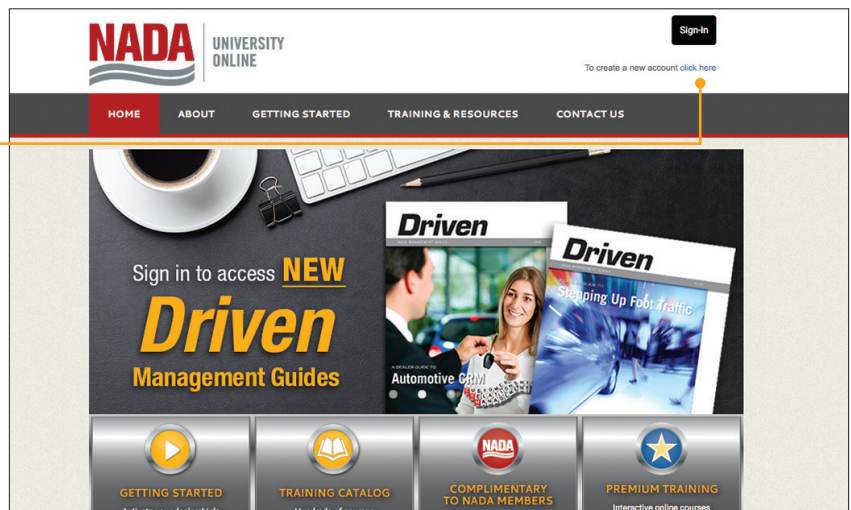 NADA
UNIVERSITY
ONLINE
Sign-In
To create a new account click here
HOME
ABOUT
GETTING STARTED
TRAINING & RESOURCES
CONTACT US
Sign in to access NEW
Driven
Management Guides
Driven
A DEALER GUIDE TO
Automotive CRM
Driven
Stepping Up Foot Traffic
GETTING STARTED
TRAINING CATALOG
NADA
COMPLIMENTARY
TO NADA MEMBERS
PREMIUM TRAINING
Interactive online courses